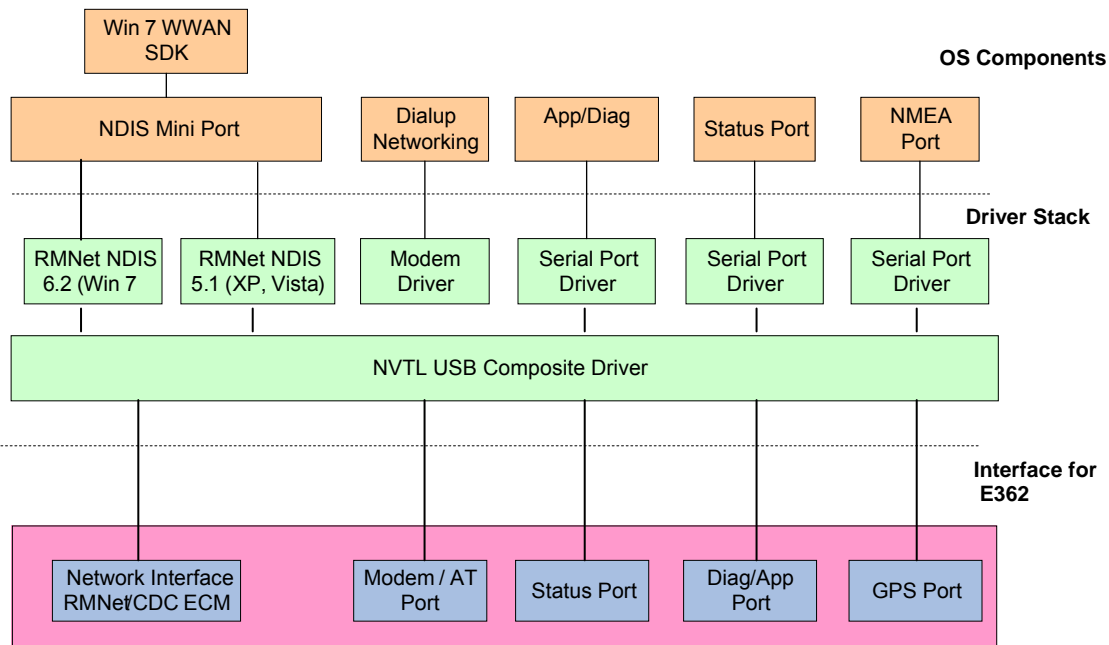 Win 7 WWAN
SDK
OS Components
NDIS Mini Port
Dialup
Networking
App/Diag
Status Port
NMEA
Port
Driver Stack
RMNet NDIS
6.2 (Win 7
RMNet NDIS
5.1 (XP, Vista)
Modem
Driver
Serial Port
Driver
Serial Port
Driver
Serial Port
Driver
NVTL USB Composite Driver
Interface for
E362
Network Interface
RMNet/CDC ECM
Modem / AT
Port
Status Port
Diag/App
Port
GPS Port